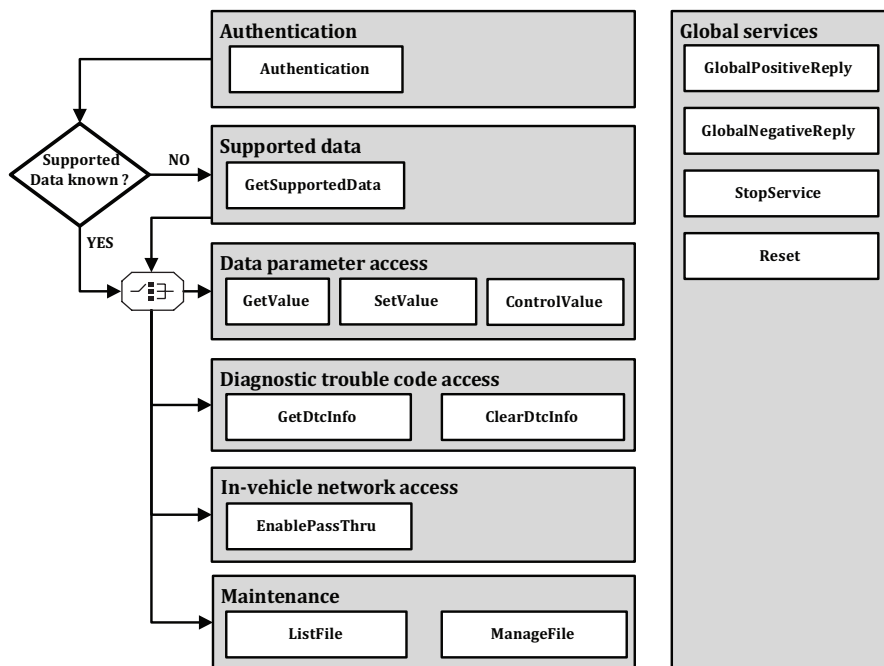 Authentication
Authentication
Supported
Data known ?
NO
YES
Supported data
GetSupportedData
Data parameter access
GetValue
SetValue
ControlValue
Diagnostic trouble code access
GetDtcInfo
ClearDtcInfo
In-vehicle network access
EnablePassThru
Maintenance
ListFile
ManageFile
Global services
GlobalPositiveReply
GlobalNegativeReply
StopService
Reset